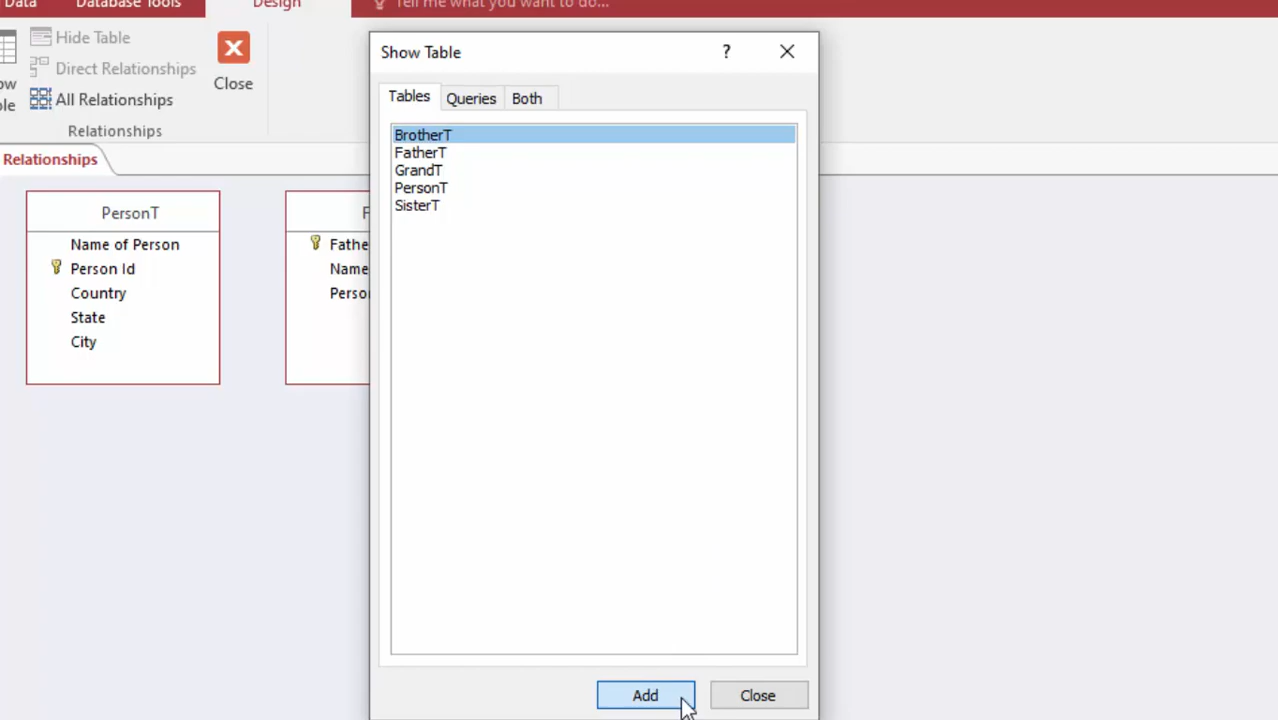 Data Database Tools Design Tell me what you want to do...
Hide Table
Direct Relationships
All Relationships
Close
Relationships
Relationships
PersonT
Name of Person
Person Id
Country
State
City
F
Fathe
Name
Perso
Show Table ?
Tables Queries Both
BrotherT
FatherT
GrandT
PersonT
SisterT
Add Close